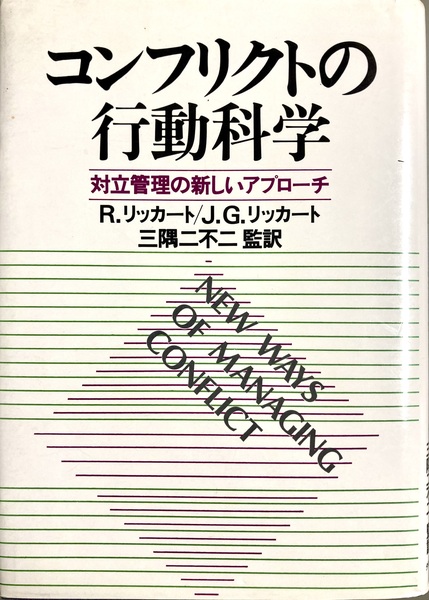 コンフリクトの
行動科学
対立管理の新しいアプローチ
R.リッカート/J.G.リッカート
三隅二不二 監訳
NEW WAYS
OF MANAGING
CONFLICT